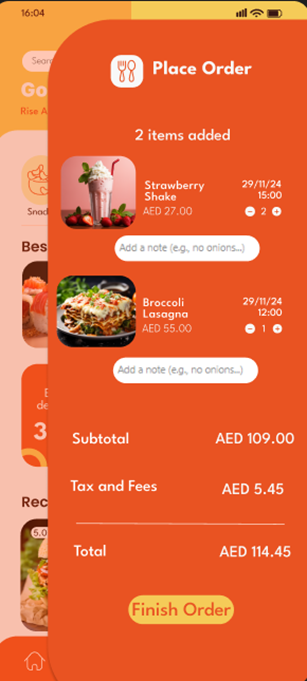 16:04
Sear
Go
Rise A
Place Order
2 items added
Snac
Strawberry
Shake
29/11/24
15:00
AED 27.00
2
Add a note (e.g., no onions...)
Bes
Broccoli
Lasagna
29/11/24
12:00
AED 55.00
1
Add a note (e.g., no onions...)
de
3
Subtotal
AED 109.00
Tax and Fees
AED 5.45
Rec
5.0
Total
AED 114.45
Finish Order